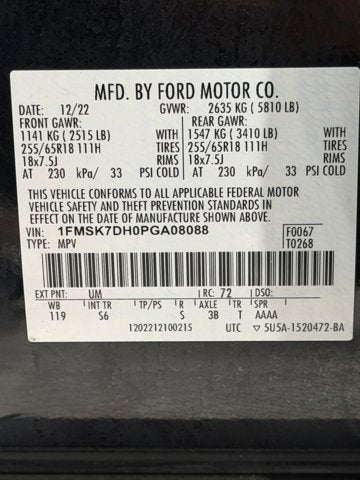 MFD. BY FORD MOTOR CO.
DATE: 12/22 GVWR: 2635 KG ( 5810 LB)
FRONT GAWR: REAR GAWR:
1141 KG ( 2515 LB) WITH 1547 KG ( 3410 LB) WITH
255/65R18 111H TIRES 255/65R18 111H TIRES
18x7.5J RIMS 18x7.5J RIMS
AT 230 kPa/ 33 PSI COLD AT 230 kPa/ 33 PSI COLD
THIS VEHICLE CONFORMS TO ALL APPLICABLE FEDERAL MOTOR
VEHICLE SAFETY AND THEFT PREVENTION STANDARDS IN EFFECT
ON THE DATE OF MANUFACTURE SHOWN ABOVE.
VIN: 1FMSK7DH0PGA08088 F0067
TYPE: MPV T0268
EXT PNT: UM RC: 72 DSO:
WB INT TR TP/PS R AXLE TR SPR
119 S6 S 3B T AAAA
1202212100215 UTC 5U5A-1520472-BA